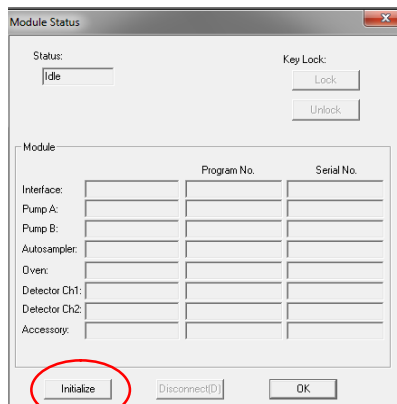 Module Status
Status:
Idle
Key Lock:
Lock
Unlock
Module
Program No. Serial No.
Interface:
Pump A:
Pump B:
Autosampler:
Oven:
Detector Ch1:
Detector Ch2:
Accessory:
Initialize Disconnect(D) OK